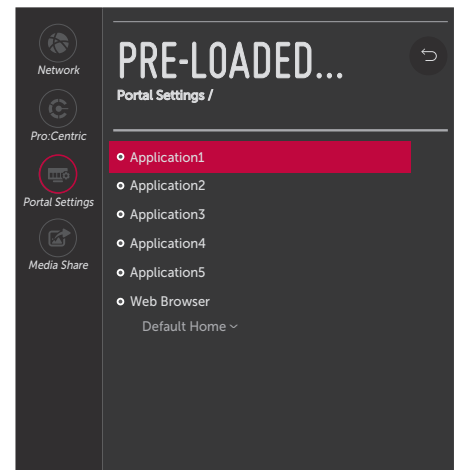 Network
Pro:Centric
Portal Settings
Media Share
PRE-LOADED...
Portal Settings /
Application1
Application2
Application3
Application4
Application5
Web Browser
Default Home